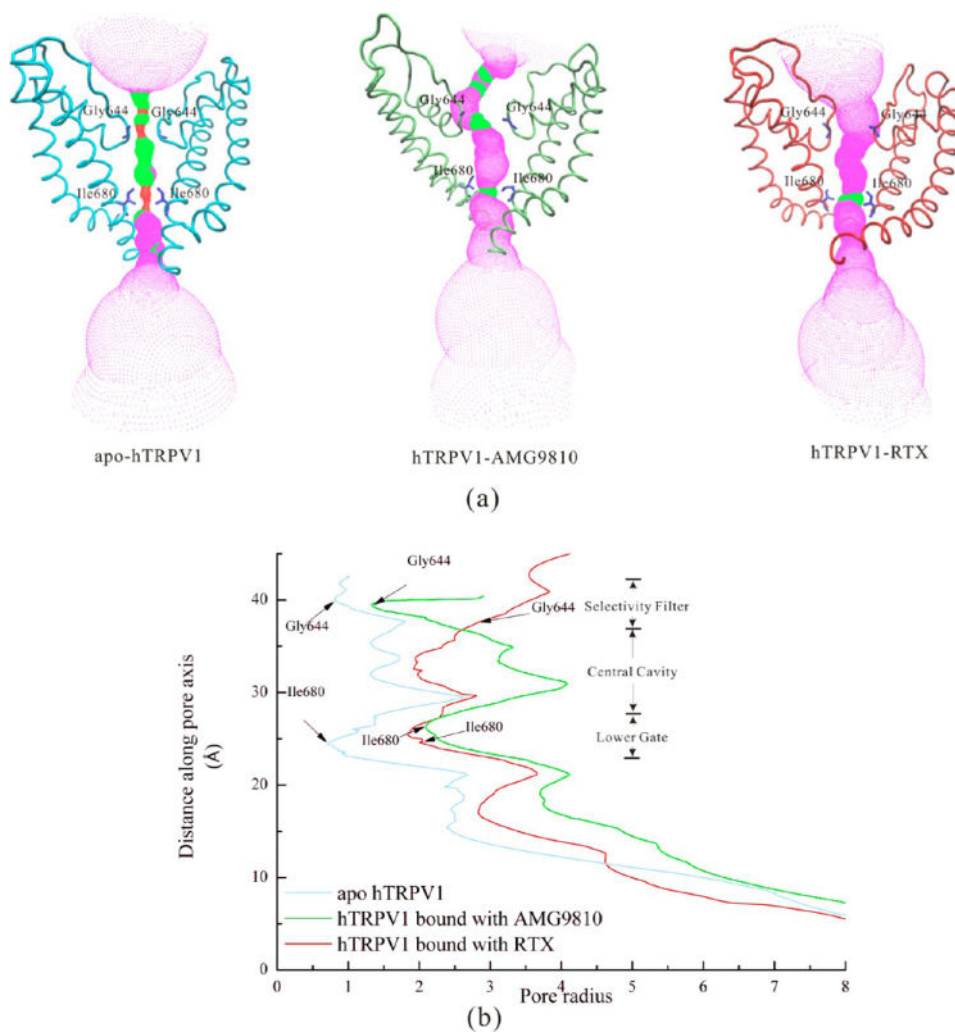 Gly644 Gly644
Ile680 Ile680
apo-hTRPV1
Gly644 Gly644
Ile680 Ile680
hTRPV1-AMG9810
Gly644 Gly644
Ile680 Ile680
hTRPV1-RTX
(a)
Gly644
Gly644
Gly644
Ile680
Ile680
Ile680
Selectivity Filter
Central Cavity
Lower Gate
Distance along pore axis
(Å)
40
30
20
10
0
apo hTRPV1
hTRPV1 bound with AMG9810
hTRPV1 bound with RTX
1 2 3 4 5 6 7 8
Pore radius
(b)